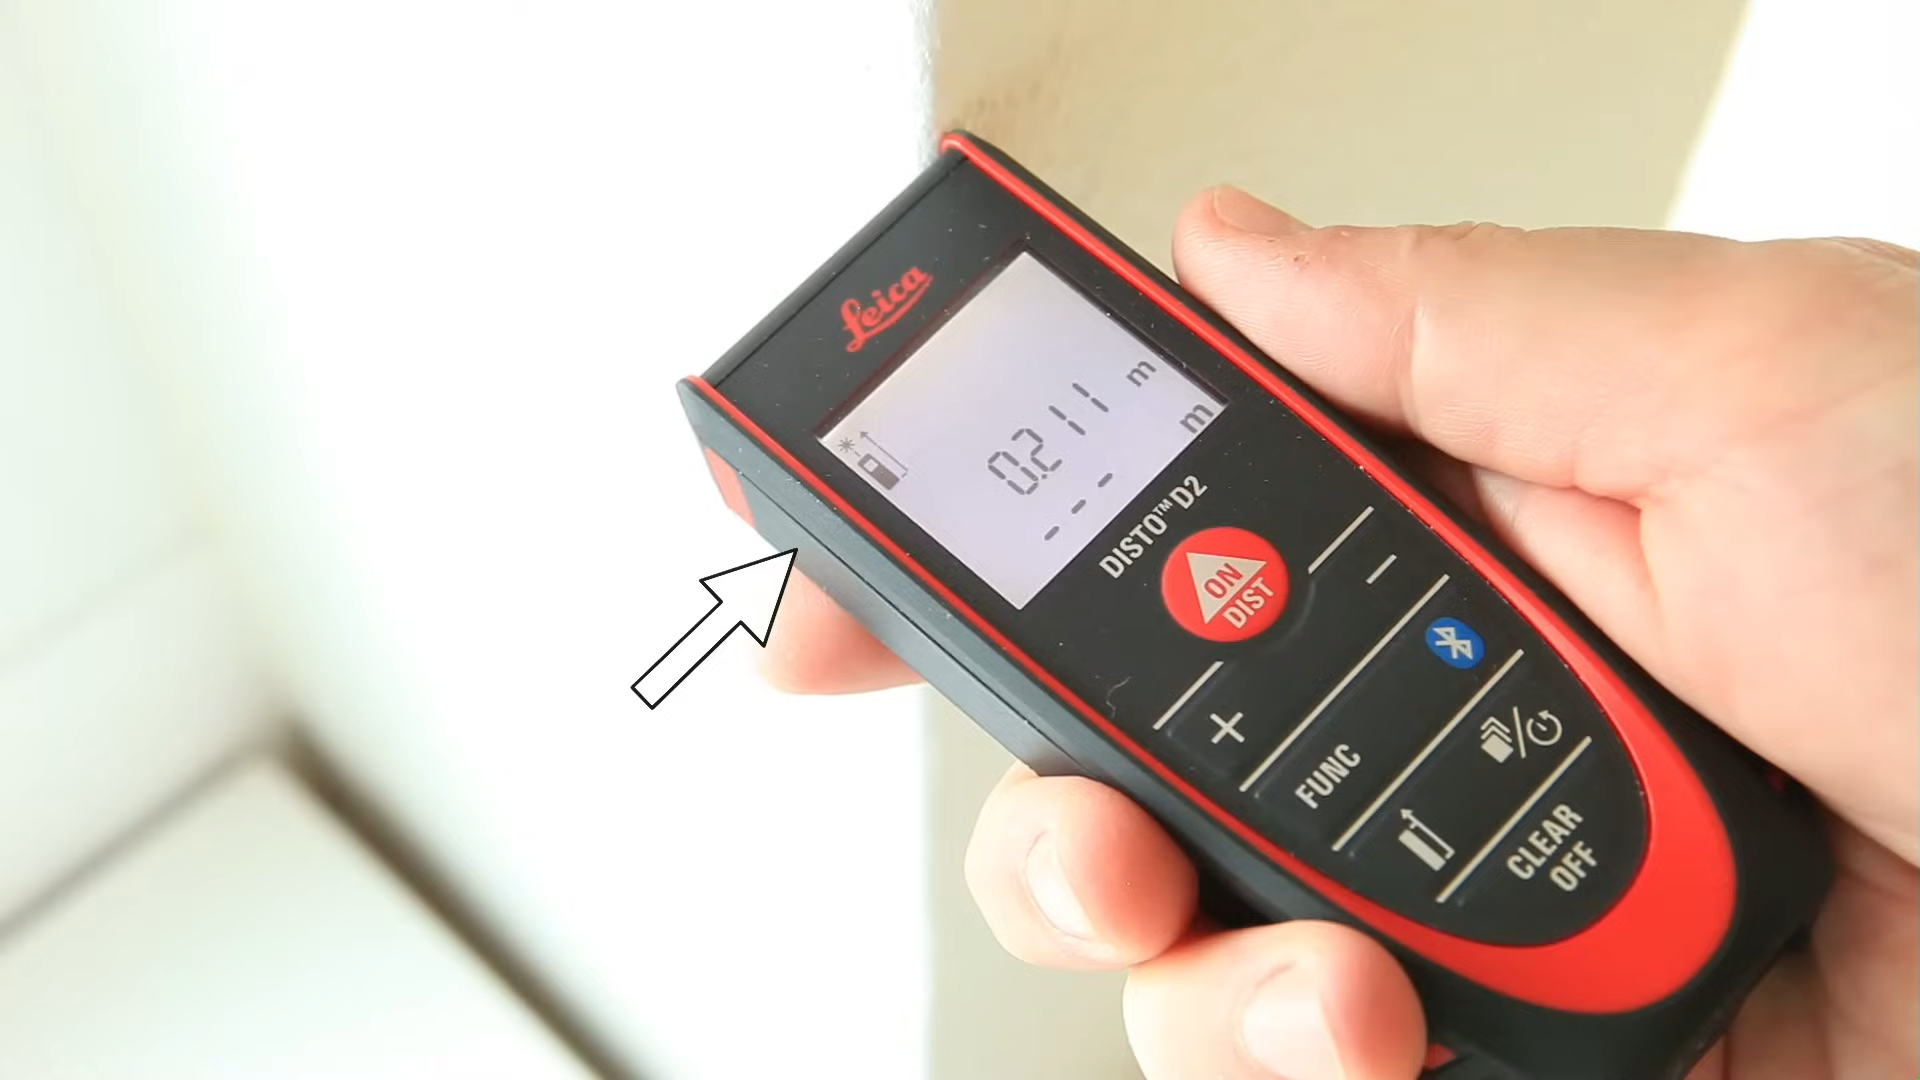 Leica
0.211 m
--- m
DISTO™ D2
ON
DIST
+
−
FUNC
CLEAR
OFF